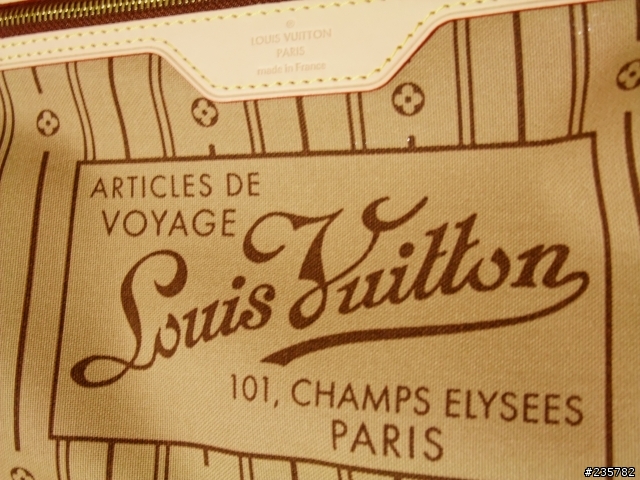 LOUIS VUITTON
PARIS
made in France
ARTICLES DE
VOYAGE
Louis Vuitton
101, CHAMPS ELYSEES
PARIS
#235782